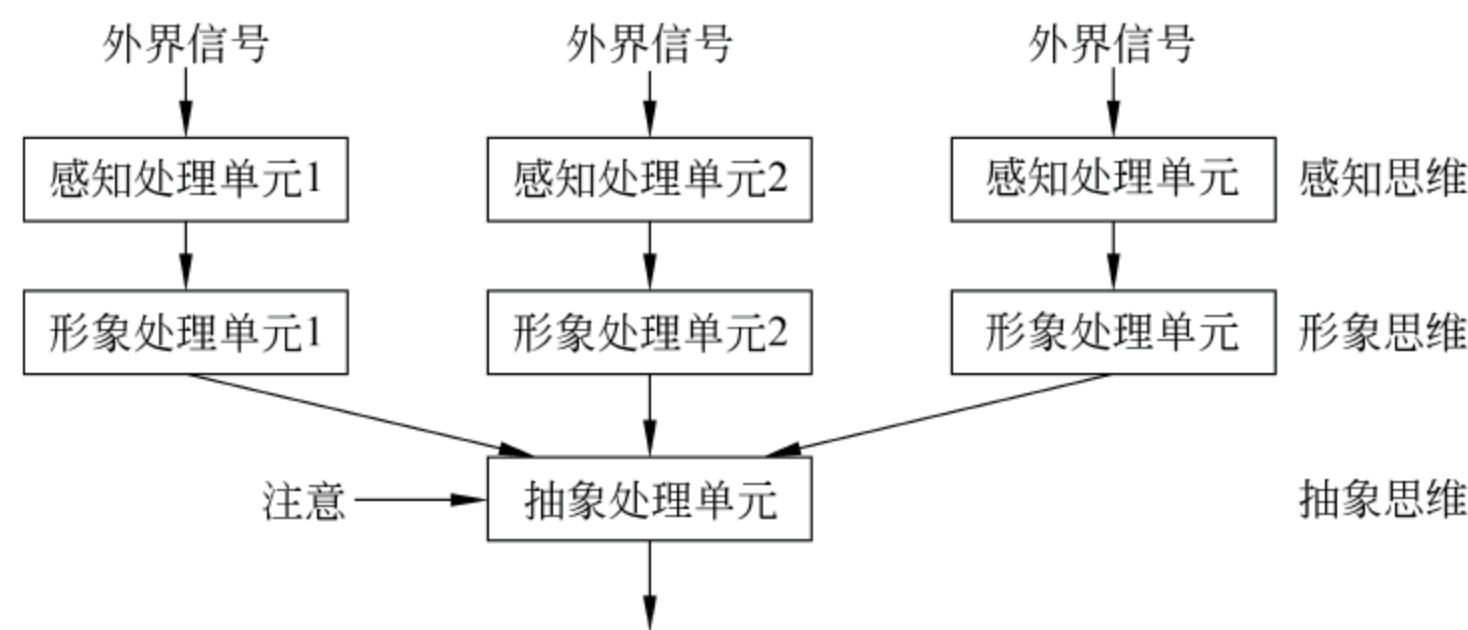 外界信号 外界信号 外界信号
感知处理单元1 感知处理单元2 感知处理单元 感知思维
形象处理单元1 形象处理单元2 形象处理单元 形象思维
注意 抽象处理单元 抽象思维